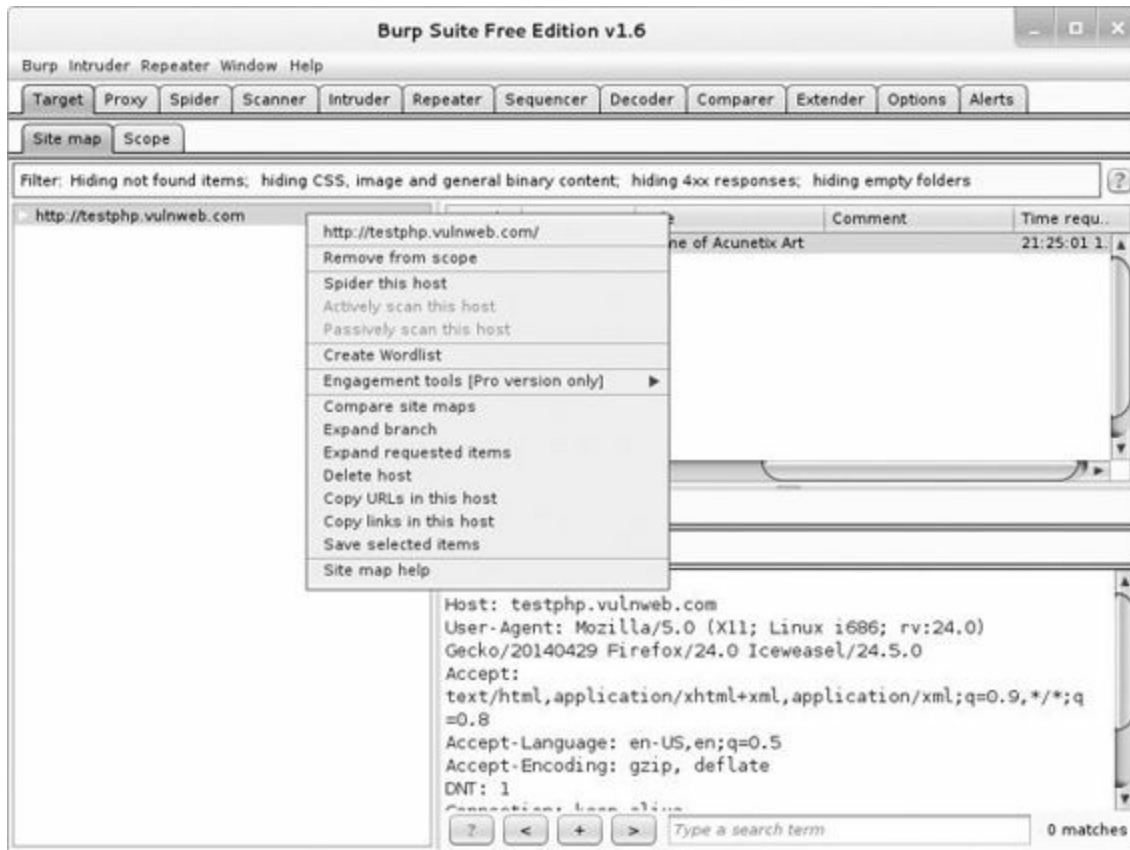 Burp Suite Free Edition v1.6
Burp Intruder Repeater Window Help
Target Proxy Spider Scanner Intruder Repeater Sequencer Decoder Comparer Extender Options Alerts
Site map Scope
Filter: Hiding not found items; hiding CSS, image and general binary content; hiding 4xx responses; hiding empty folders ?
http://testphp.vulnweb.com
Comment Time requ..
me of Acunetix Art 21:25:01 1.
http://testphp.vulnweb.com/
Remove from scope
Spider this host
Actively scan this host
Passively scan this host
Create Wordlist
Engagement tools [Pro version only]
Compare site maps
Expand branch
Expand requested items
Delete host
Copy URLs in this host
Copy links in this host
Save selected items
Site map help
Host: testphp.vulnweb.com
User-Agent: Mozilla/5.0 (X11; Linux i686; rv:24.0)
Gecko/20140429 Firefox/24.0 Iceweasel/24.5.0
Accept:
text/html,application/xhtml+xml,application/xml;q=0.9,*/*;q
=0.8
Accept-Language: en-US,en;q=0.5
Accept-Encoding: gzip, deflate
DNT: 1
? < + > Type a search term 0 matches